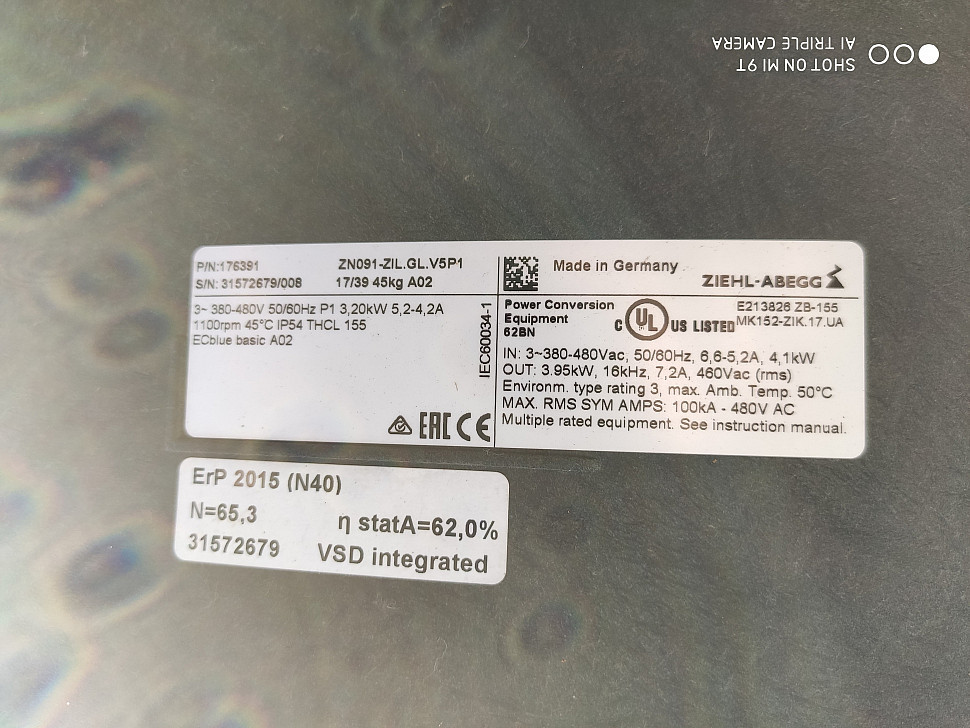 SHOT ON MI 9T
AI TRIPLE CAMERA
P/N:176391 ZN091-ZIL.GL.V5P1
S/N: 31572679/008 17/39 45kg A02
3~ 380-480V 50/60Hz P1 3,20kW 5,2-4,2A
1100rpm 45°C IP54 THCL 155
ECblue basic A02
IEC60034-1
EAC CE
Made in Germany
ZIEHL-ABEGG
Power Conversion
Equipment
62BN
C UL US LISTED
E213826 ZB-155
MK152-ZIK.17.UA
IN: 3~380-480Vac, 50/60Hz, 6,6-5,2A, 4,1kW
OUT: 3.95kW, 16kHz, 7,2A, 460Vac (rms)
Environm. type rating 3, max. Amb. Temp. 50°C
MAX. RMS SYM AMPS: 100kA - 480V AC
Multiple rated equipment. See instruction manual.
ErP 2015 (N40)
N=65,3 η statA=62,0%
31572679 VSD integrated